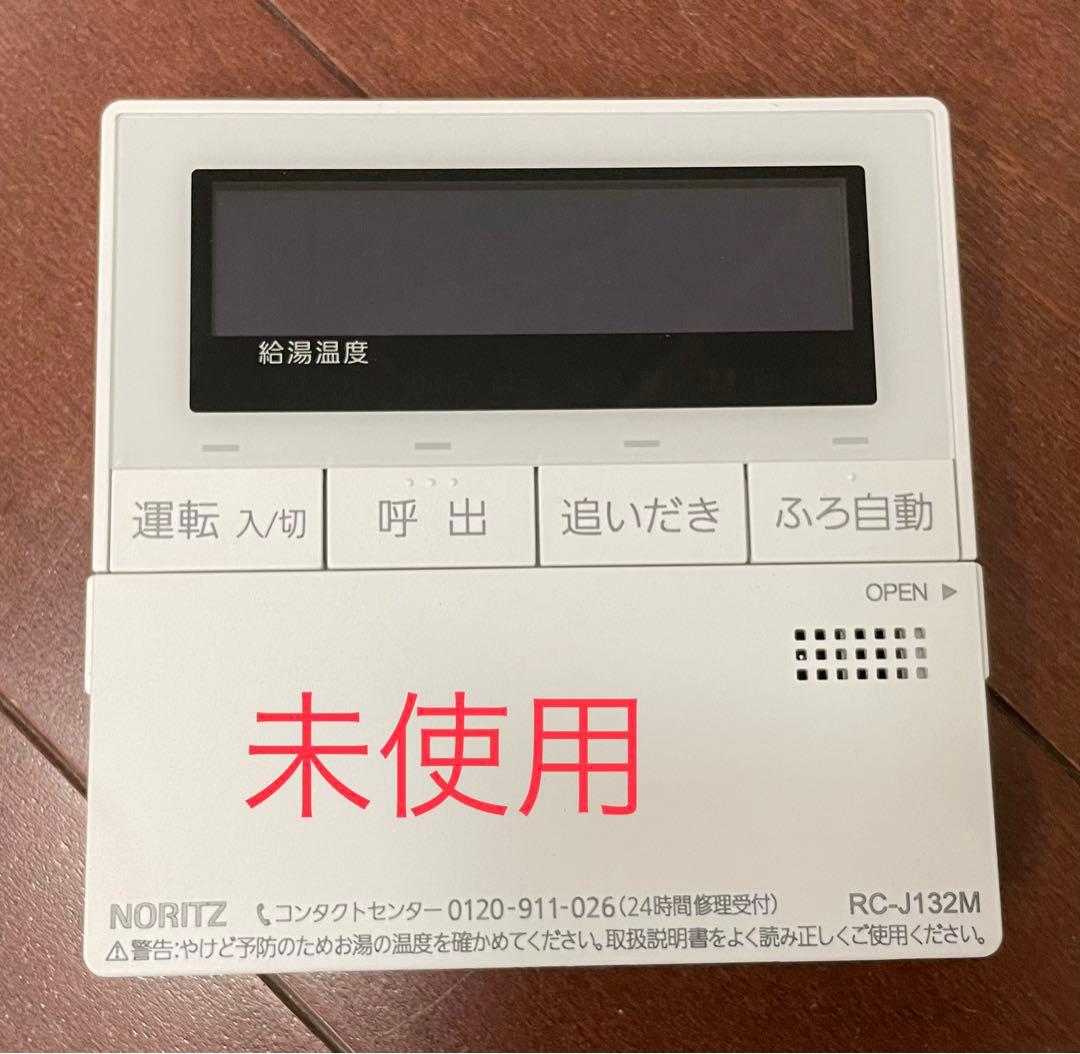 給湯温度
運転 入/切
呼 出
追いだき
ふろ自動
OPEN ▶
未使用
NORITZ コンタクトセンター 0120-911-026(24時間修理受付) RC-J132M
⚠警告:やけど予防のためお湯の温度を確かめてください。取扱説明書をよく読み正しくご使用ください。